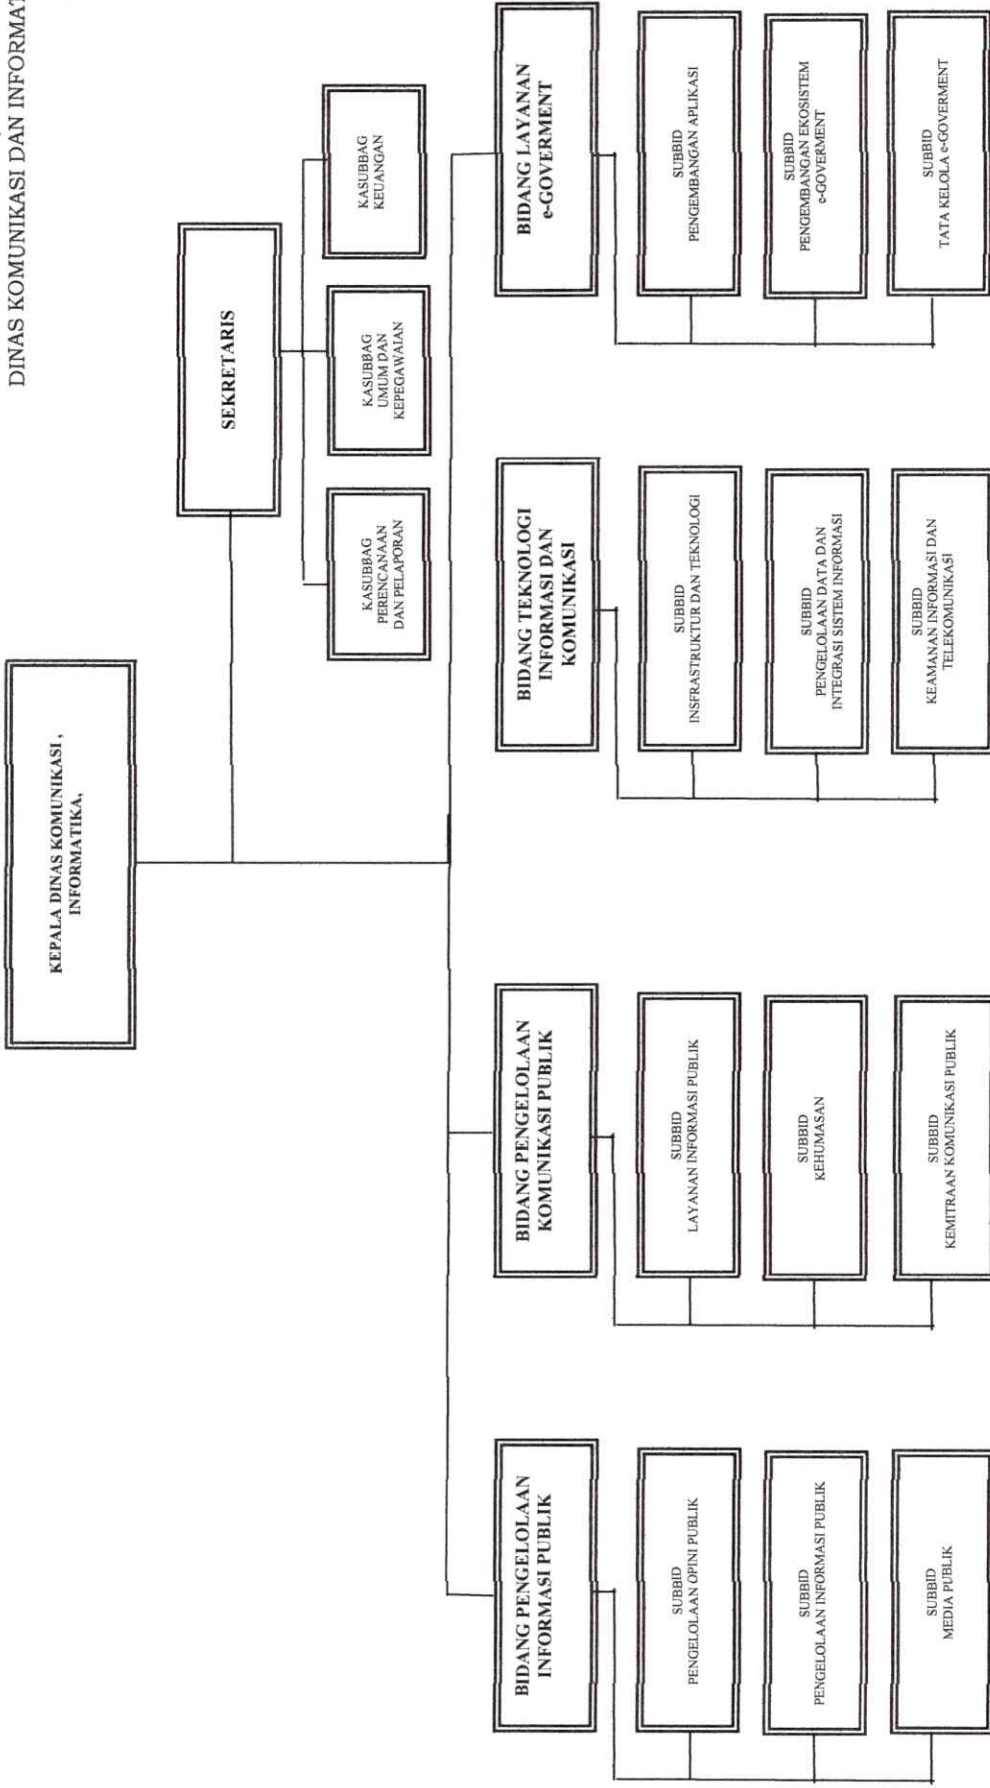 DINAS KOMUNIKASI DAN INFORMAT
KEPALA DINAS KOMUNIKASI ,
INFORMATIKA,
SEKRETARIS
KASUBBAG
PERENCANAAN
DAN PELAPORAN
KASUBBAG
UMUM DAN
KEPEGAWAIAN
KASUBBAG
KEUANGAN
BIDANG PENGELOLAAN
INFORMASI PUBLIK
SUBBID
PENGELOLAAN OPINI PUBLIK
SUBBID
PENGELOLAAN INFORMASI PUBLIK
SUBBID
MEDIA PUBLIK
BIDANG PENGELOLAAN
KOMUNIKASI PUBLIK
SUBBID
LAYANAN INFORMASI PUBLIK
SUBBID
KEHUMASAN
SUBBID
KEMITRAAN KOMUNIKASI PUBLIK
BIDANG TEKNOLOGI
INFORMASI DAN
KOMUNIKASI
SUBBID
INSFRASTRUKTUR DAN TEKNOLOGI
SUBBID
PENGELOLAAN DATA DAN
INTEGRASI SISTEM INFORMASI
SUBBID
KEAMANAN INFORMASI DAN
TELEKOMUNIKASI
BIDANG LAYANAN
e-GOVERMENT
SUBBID
PENGEMBANGAN APLIKASI
SUBBID
PENGEMBANGAN EKOSISTEM
e-GOVERMENT
SUBBID
TATA KELOLA e-GOVERMENT